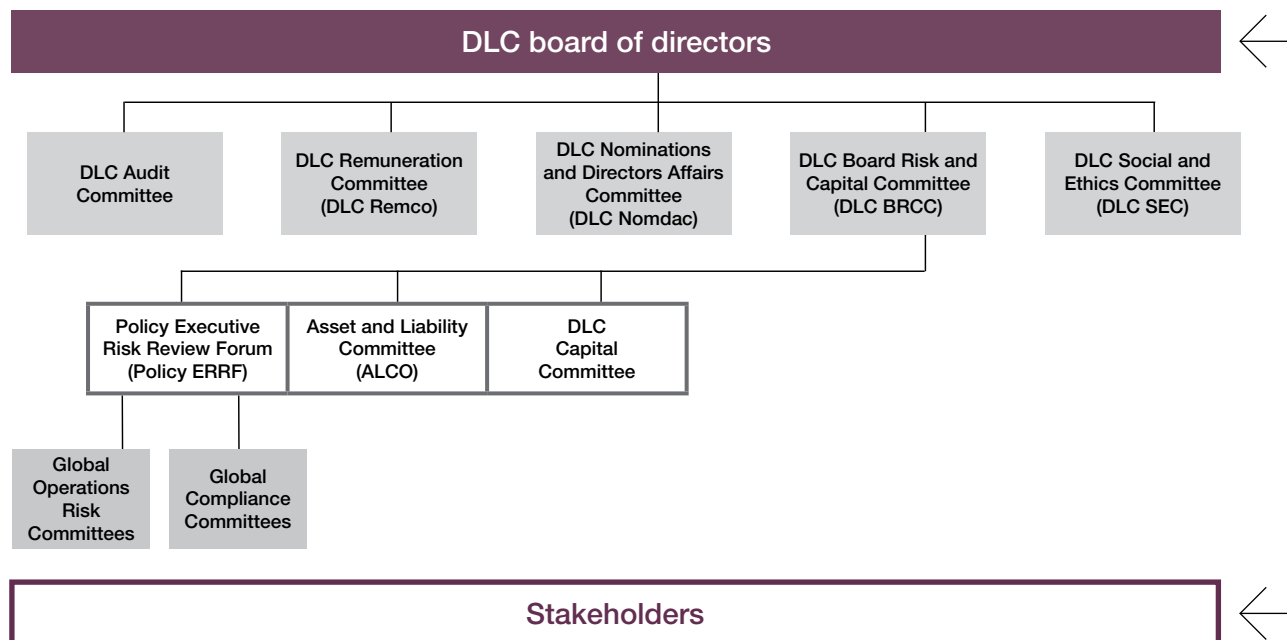 DLC board of directors
DLC Audit
Committee
DLC Remuneration
Committee
(DLC Remco)
DLC Nominations
and Directors Affairs
Committee
(DLC Nomdac)
DLC Board Risk and
Capital Committee
(DLC BRCC)
DLC Social and
Ethics Committee
(DLC SEC)
Policy Executive
Risk Review Forum
(Policy ERRF)
Asset and Liability
Committee
(ALCO)
DLC
Capital
Committee
Global
Operations
Risk
Committees
Global
Compliance
Committees
Stakeholders